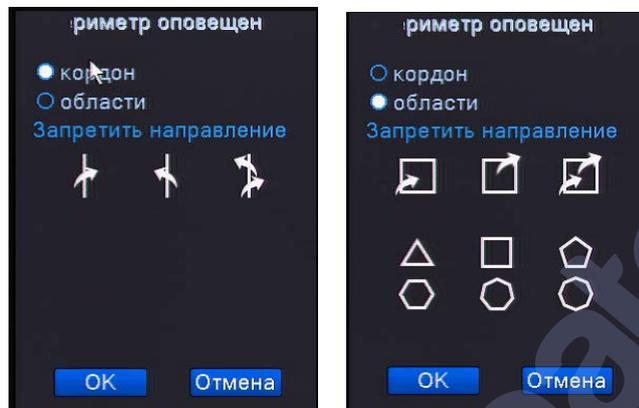 риметр оповещен
кордон
области
Запретить направление
OK
Отмена
риметр оповещен
кордон
области
Запретить направление
OK
Отмена